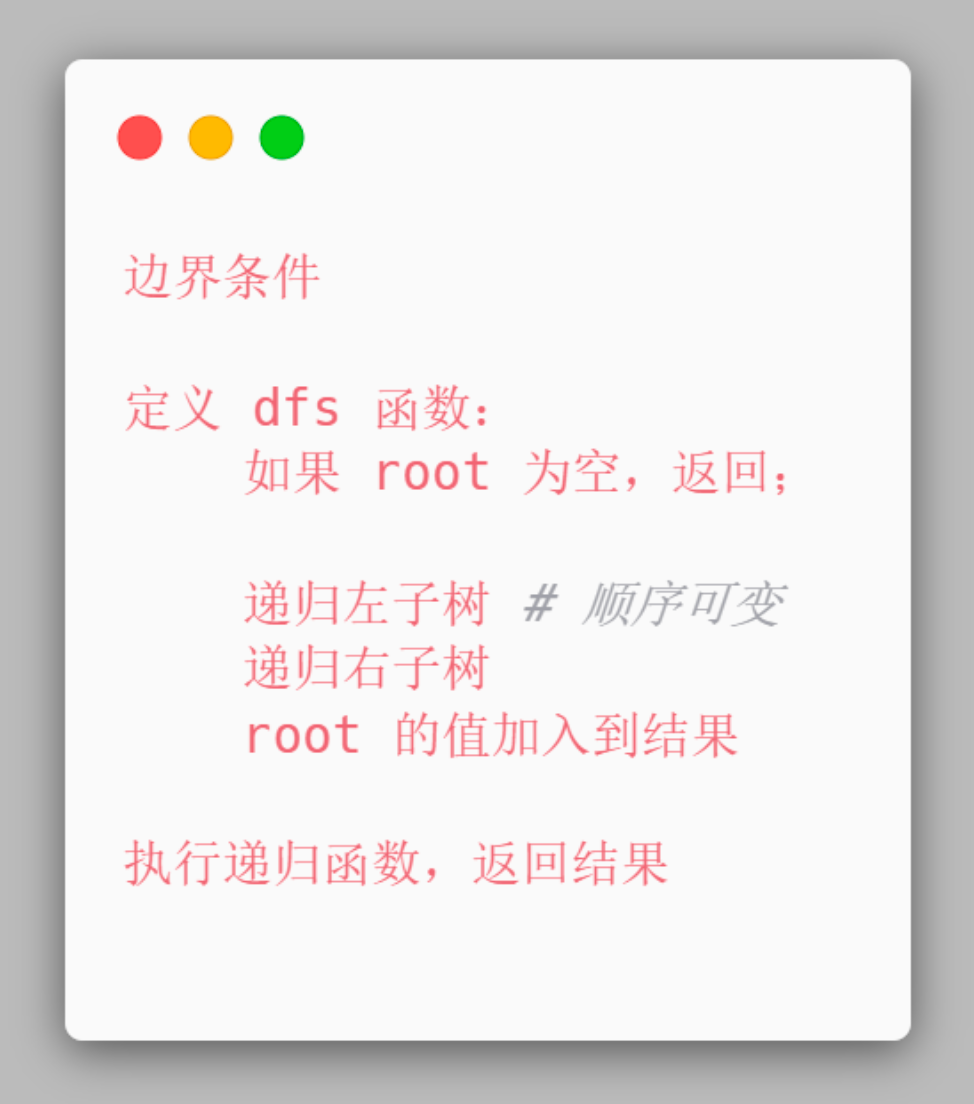 边界条件
定义 dfs 函数：
如果 root 为空，返回；
递归左子树 # 顺序可变
递归右子树
root 的值加入到结果
执行递归函数，返回结果